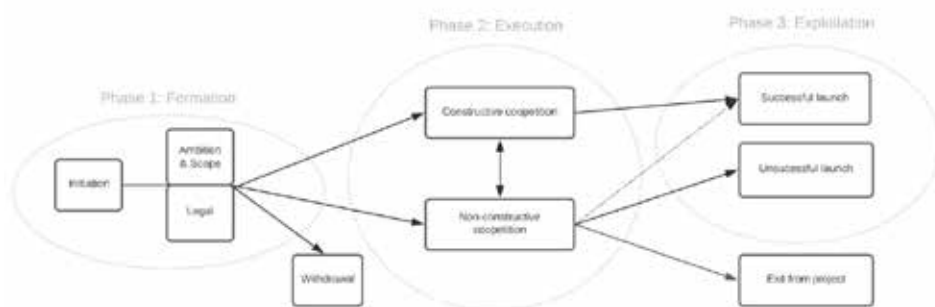 Phase 1: Formation
Phase 2: Execution
Phase 3: Exploitation
Initiation
Ambition
& Scope
Legal
Withdrawal
Constructive coopetition
Non-constructive
coopetition
Successful launch
Unsuccessful launch
Exit from project